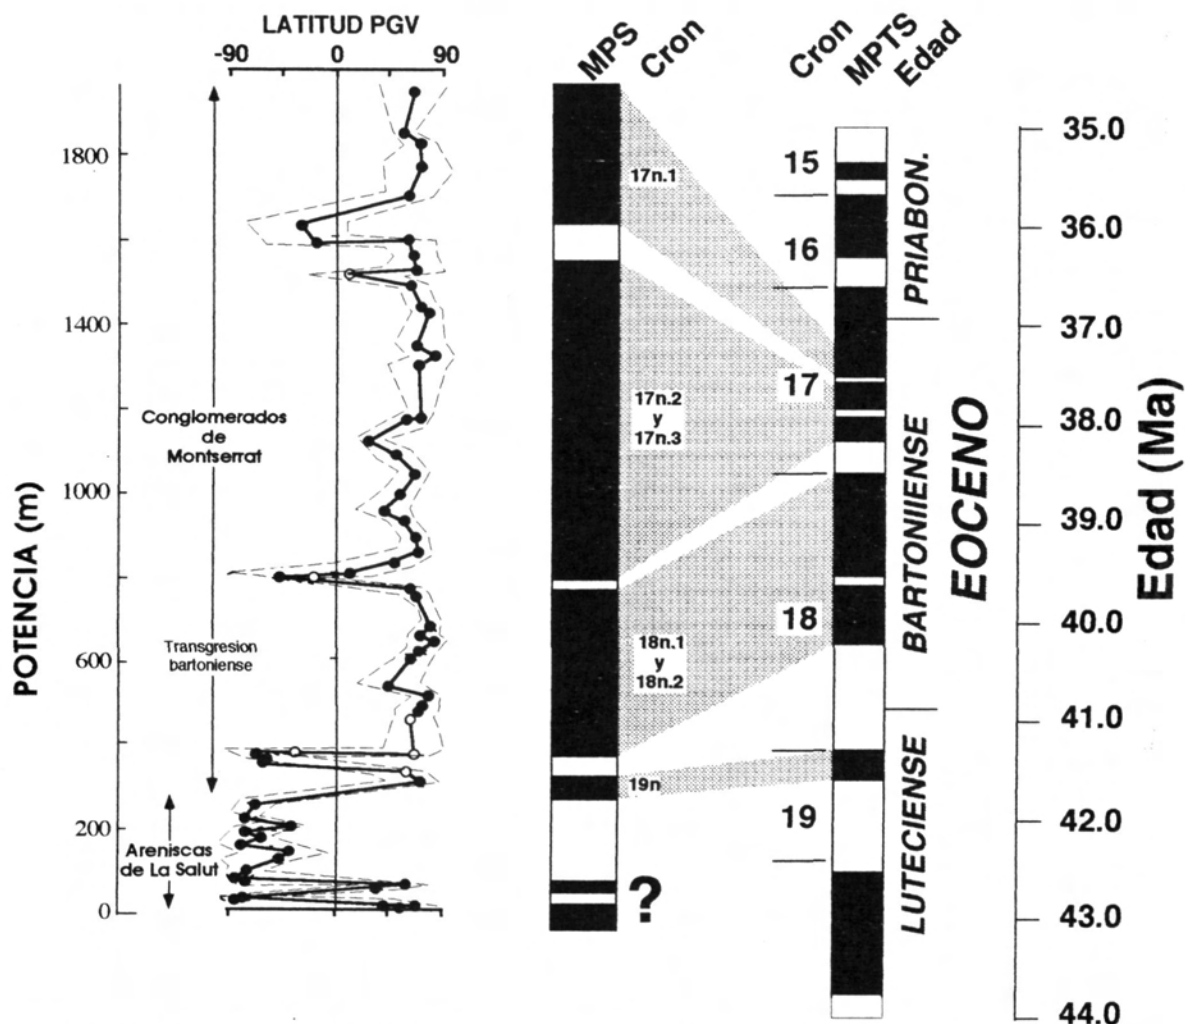 LATITUD PGV
-90 0 90
POTENCIA (m)
1800
1400
1000
600
200
0
Conglomerados
de
Montserrat
Transgresion
bartoniense
Areniscas
de La Salut
MPS
Cron
17n.1
17n.2
y
17n.3
18n.1
y
18n.2
19n
?
Cron
MPTS
Edad
15
16
17
18
19
PRIABON.
BARTONIIENSE
LUTECIENSE
EOCENO
35.0
36.0
37.0
38.0
39.0
40.0
41.0
42.0
43.0
44.0
Edad (Ma)